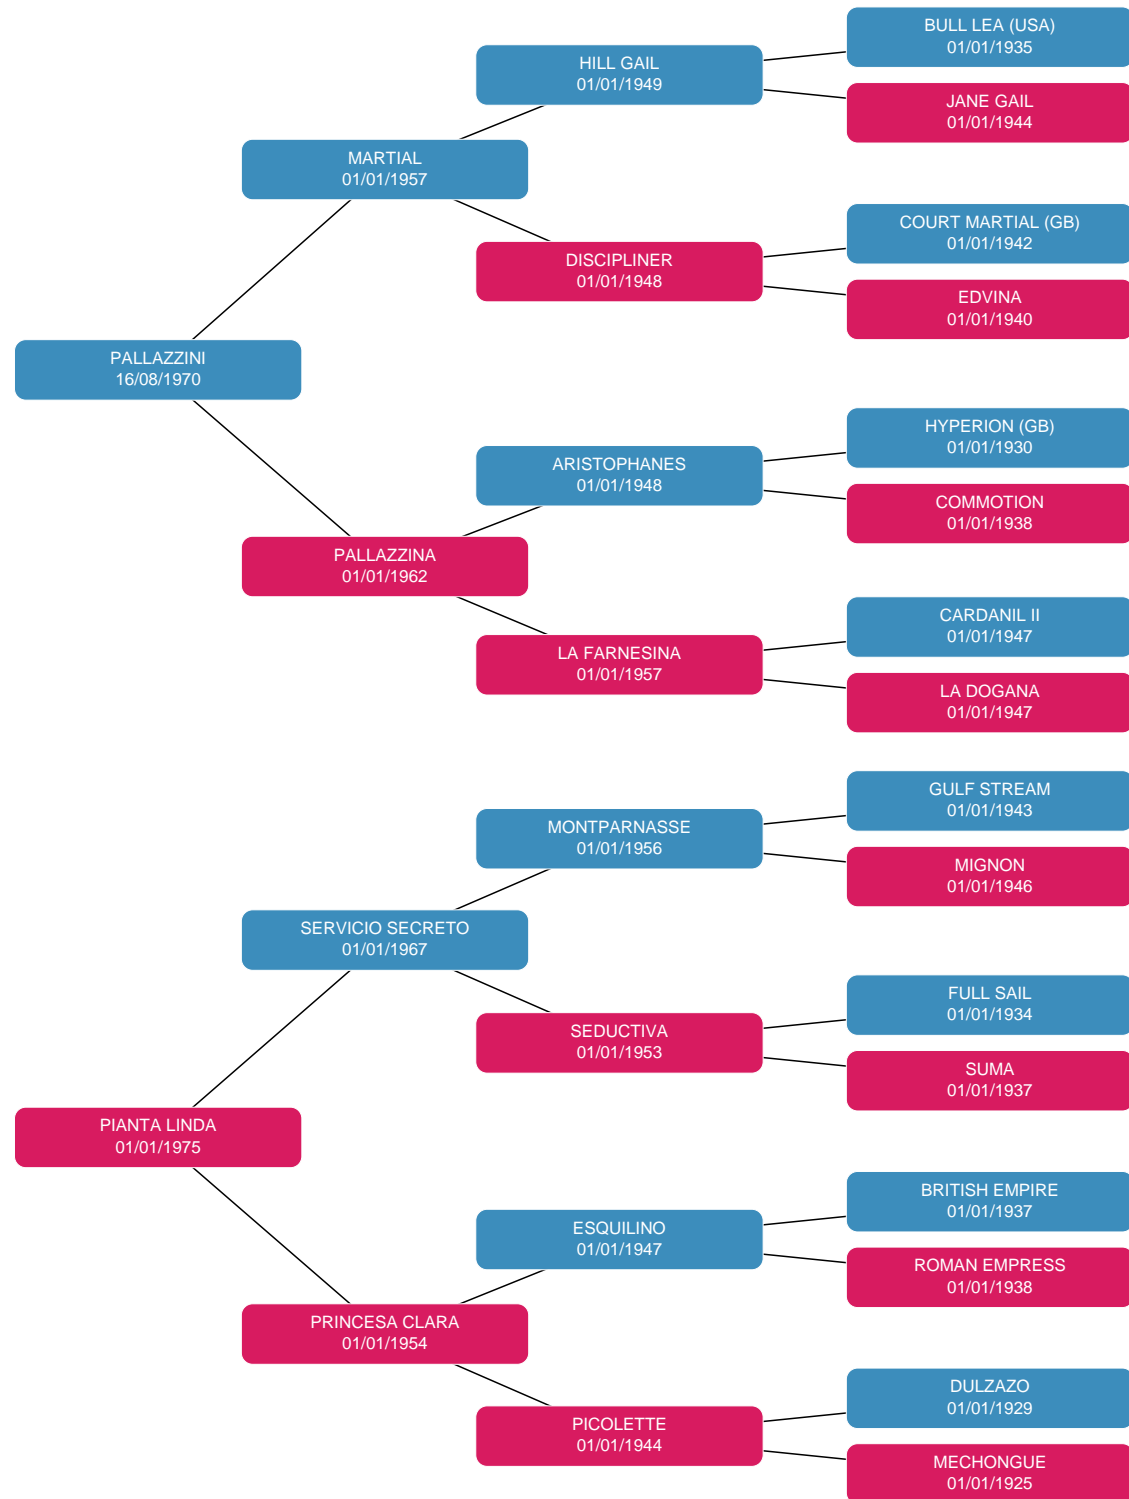 BULL LEA (USA)
01/01/1935
HILL GAIL
01/01/1949
JANE GAIL
01/01/1944
MARTIAL
01/01/1957
COURT MARTIAL (GB)
01/01/1942
DISCIPLINER
01/01/1948
EDVINA
01/01/1940
PALLAZZINI
16/08/1970
HYPERION (GB)
01/01/1930
ARISTOPHANES
01/01/1948
COMMOTION
01/01/1938
PALLAZZINA
01/01/1962
CARDANIL II
01/01/1947
LA FARNESINA
01/01/1957
LA DOGANA
01/01/1947
GULF STREAM
01/01/1943
MONTPARNASSE
01/01/1956
MIGNON
01/01/1946
SERVICIO SECRETO
01/01/1967
FULL SAIL
01/01/1934
SEDUCTIVA
01/01/1953
SUMA
01/01/1937
PIANTA LINDA
01/01/1975
BRITISH EMPIRE
01/01/1937
ESQUILINO
01/01/1947
ROMAN EMPRESS
01/01/1938
PRINCESA CLARA
01/01/1954
DULZAZO
01/01/1929
PICOLETTE
01/01/1944
MECHONGUE
01/01/1925